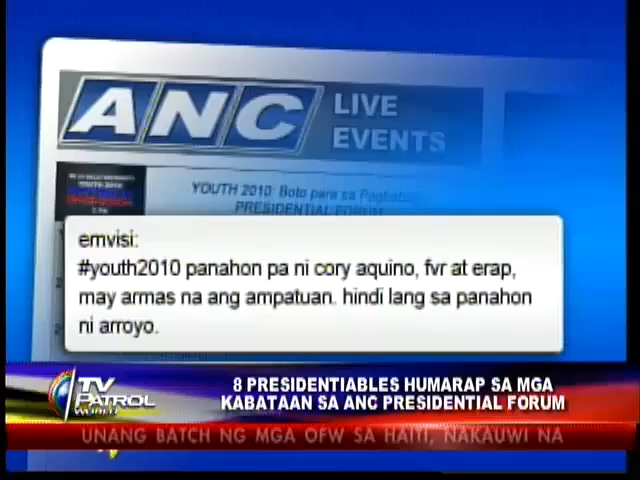 ANC
LIVE
EVENTS
YOUTH 2010
YOUTH 2010: Boto para sa
PRESIDENTIAL FORUM
emvisi:
#youth2010 panahon pa ni cory aquino, fvr at erap,
may armas na ang ampatuan. hindi lang sa panahon
ni arroyo.
TV
PATROL
WORLD
8 PRESIDENTIABLES HUMARAP SA MGA
KABATAAN SA ANC PRESIDENTIAL FORUM
UNANG BATCH NG MGA OFW SA HAITI, NAKAUWI NA